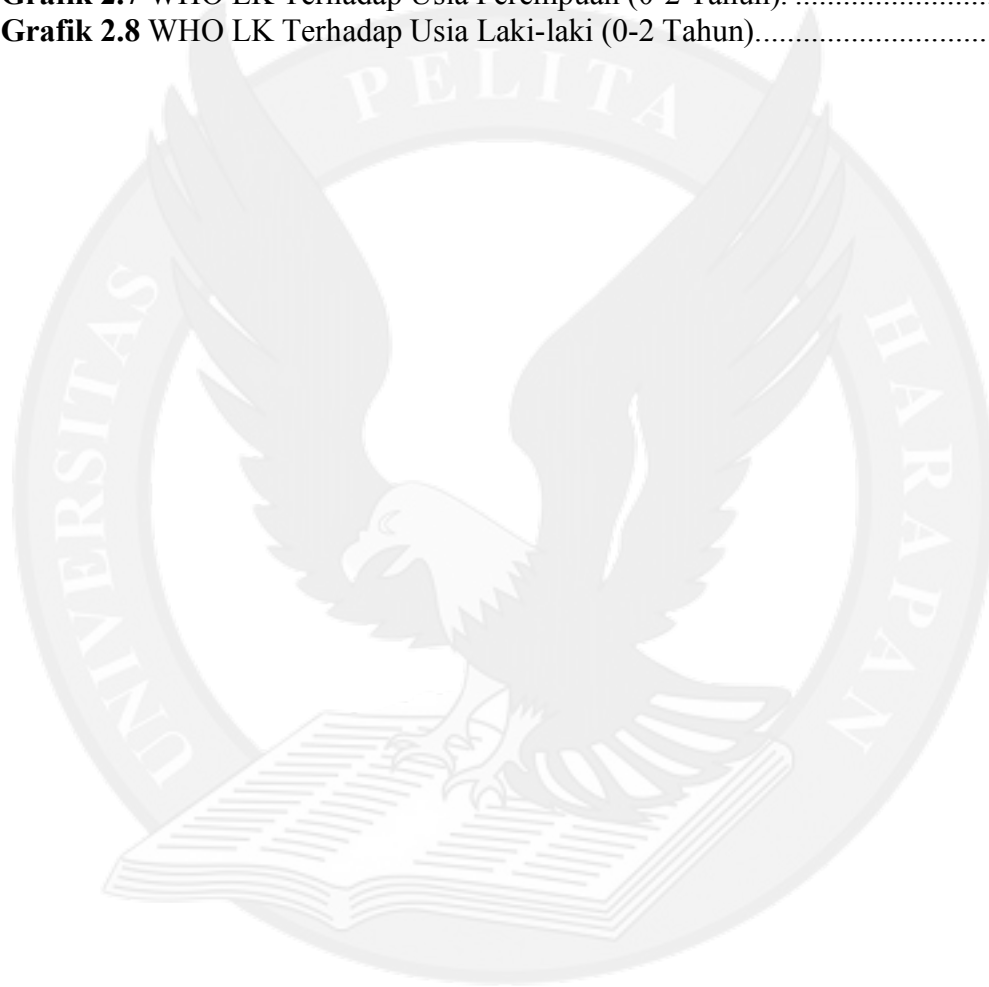 Grafik 2.7 WHO LK Terhadap Usia Perempuan (0-2 Tahun). ..............................
Grafik 2.8 WHO LK Terhadap Usia Laki-laki (0-2 Tahun).............................
UNIVERSITAS PELITA HARAPAN